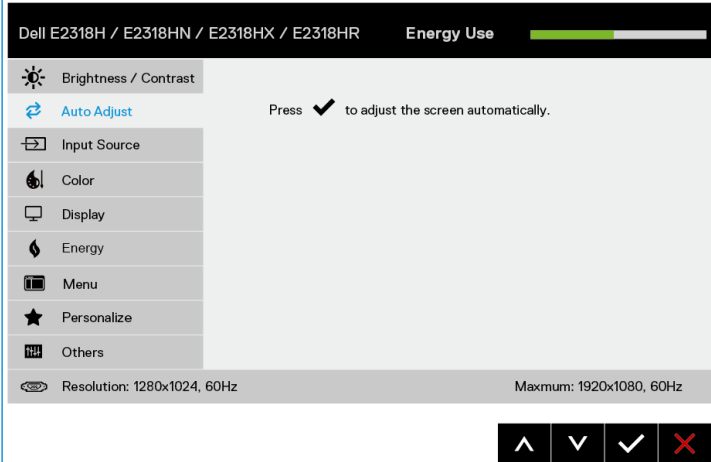 Dell E2318H / E2318HN / E2318HX / E2318HR Energy Use
Brightness / Contrast
Auto Adjust
Press to adjust the screen automatically.
Input Source
Color
Display
Energy
Menu
Personalize
Others
Resolution: 1280x1024, 60Hz Maxmum: 1920x1080, 60Hz